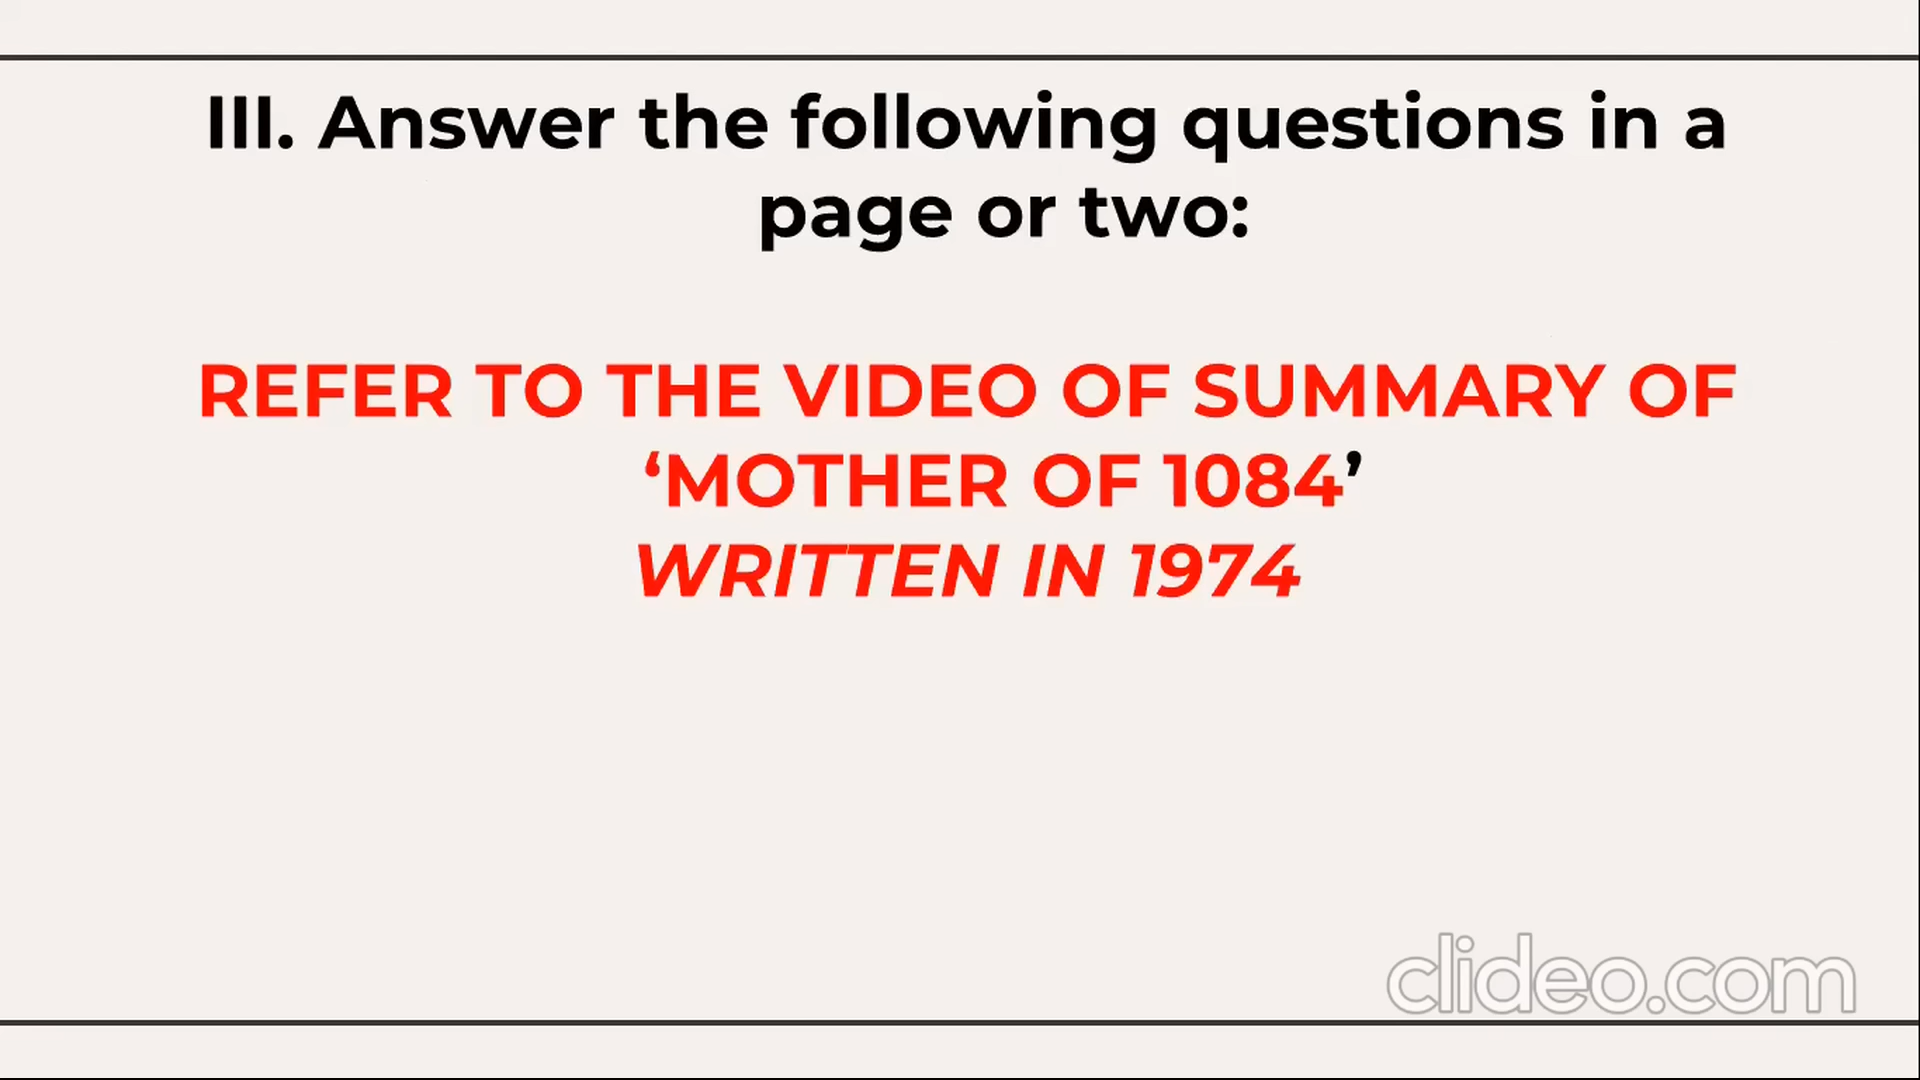 III. Answer the following questions in a
page or two:
REFER TO THE VIDEO OF SUMMARY OF
‘MOTHER OF 1084’
WRITTEN IN 1974
clideo.com